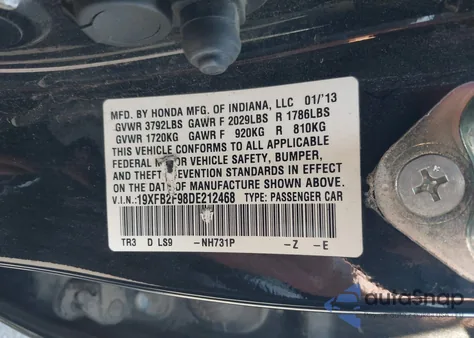 MFD. BY HONDA MFG. OF INDIANA, LLC 01/'13
GVWR 3792LBS GAWR F 2029LBS R 1786LBS
GVWR 1720KG GAWR F 920KG R 810KG
THIS VEHICLE CONFORMS TO ALL APPLICABLE
FEDERAL MOTOR VEHICLE SAFETY, BUMPER,
AND THEFT PREVENTION STANDARDS IN EFFECT
ON THE DATE OF MANUFACTURE SHOWN ABOVE.
V.I.N.: 19XFB2F98DE212468 TYPE: PASSENGER CAR
TR3 D LS9 -NH731P -Z -E
autosnap